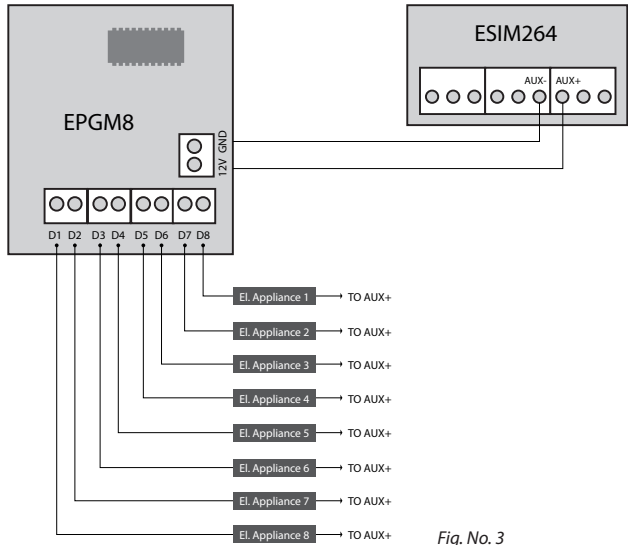 ESIM264
AUX- AUX+
EPGM8
12V GND
D1 D2 D3 D4 D5 D6 D7 D8
El. Appliance 1 TO AUX+
El. Appliance 2 TO AUX+
El. Appliance 3 TO AUX+
El. Appliance 4 TO AUX+
El. Appliance 5 TO AUX+
El. Appliance 6 TO AUX+
El. Appliance 7 TO AUX+
El. Appliance 8 TO AUX+
Fig. No. 3